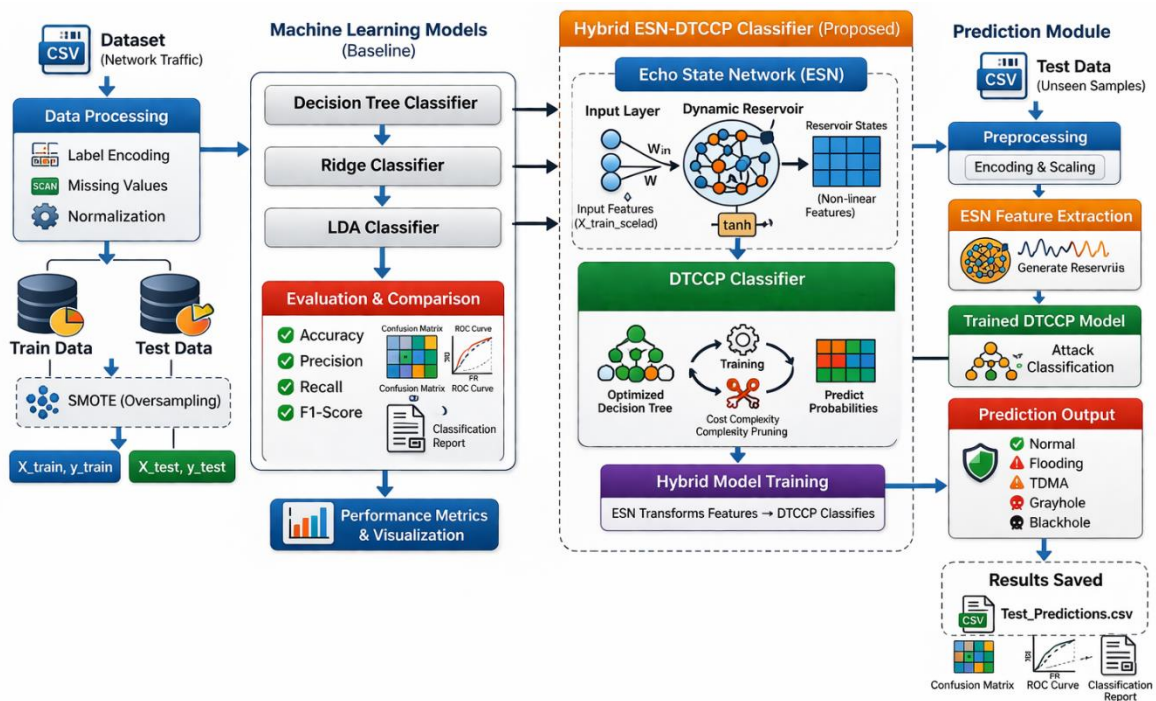 CSV
Dataset
(Network Traffic)
Data Processing
Label Encoding
SCAN
Missing Values
Normalization
Train Data
Test Data
SMOTE (Oversampling)
X_train, y_train
X_test, y_test
Machine Learning Models
(Baseline)
Decision Tree Classifier
Ridge Classifier
LDA Classifier
Evaluation & Comparison
Accuracy
Precision
Recall
F1-Score
Confusion Matrix
ROC Curve
Confusion Matrix
FR
ROC Curve
Classification
Report
Performance Metrics
& Visualization
Hybrid ESN-DTCCP Classifier (Proposed)
Echo State Network (ESN)
Input Layer
Dynamic Reservoir
Win
W
Input Features
(X_train_scelad)
Reservoir States
(Non-linear
Features)
tanh
DTCCP Classifier
Optimized
Decision Tree
Training
Cost Complexity
Complexity Pruning
Predict
Probabilities
Hybrid Model Training
ESN Transforms Features → DTCCP Classifies
Prediction Module
CSV
Test Data
(Unseen Samples)
Preprocessing
Encoding & Scaling
ESN Feature Extraction
Generate Reservriis
Trained DTCCP Model
Attack
Classification
Prediction Output
Normal
Flooding
TDMA
Grayhole
Blackhole
Results Saved
CSV
Test_Predictions.csv
Confusion Matrix
FR
ROC Curve
Classification
Report